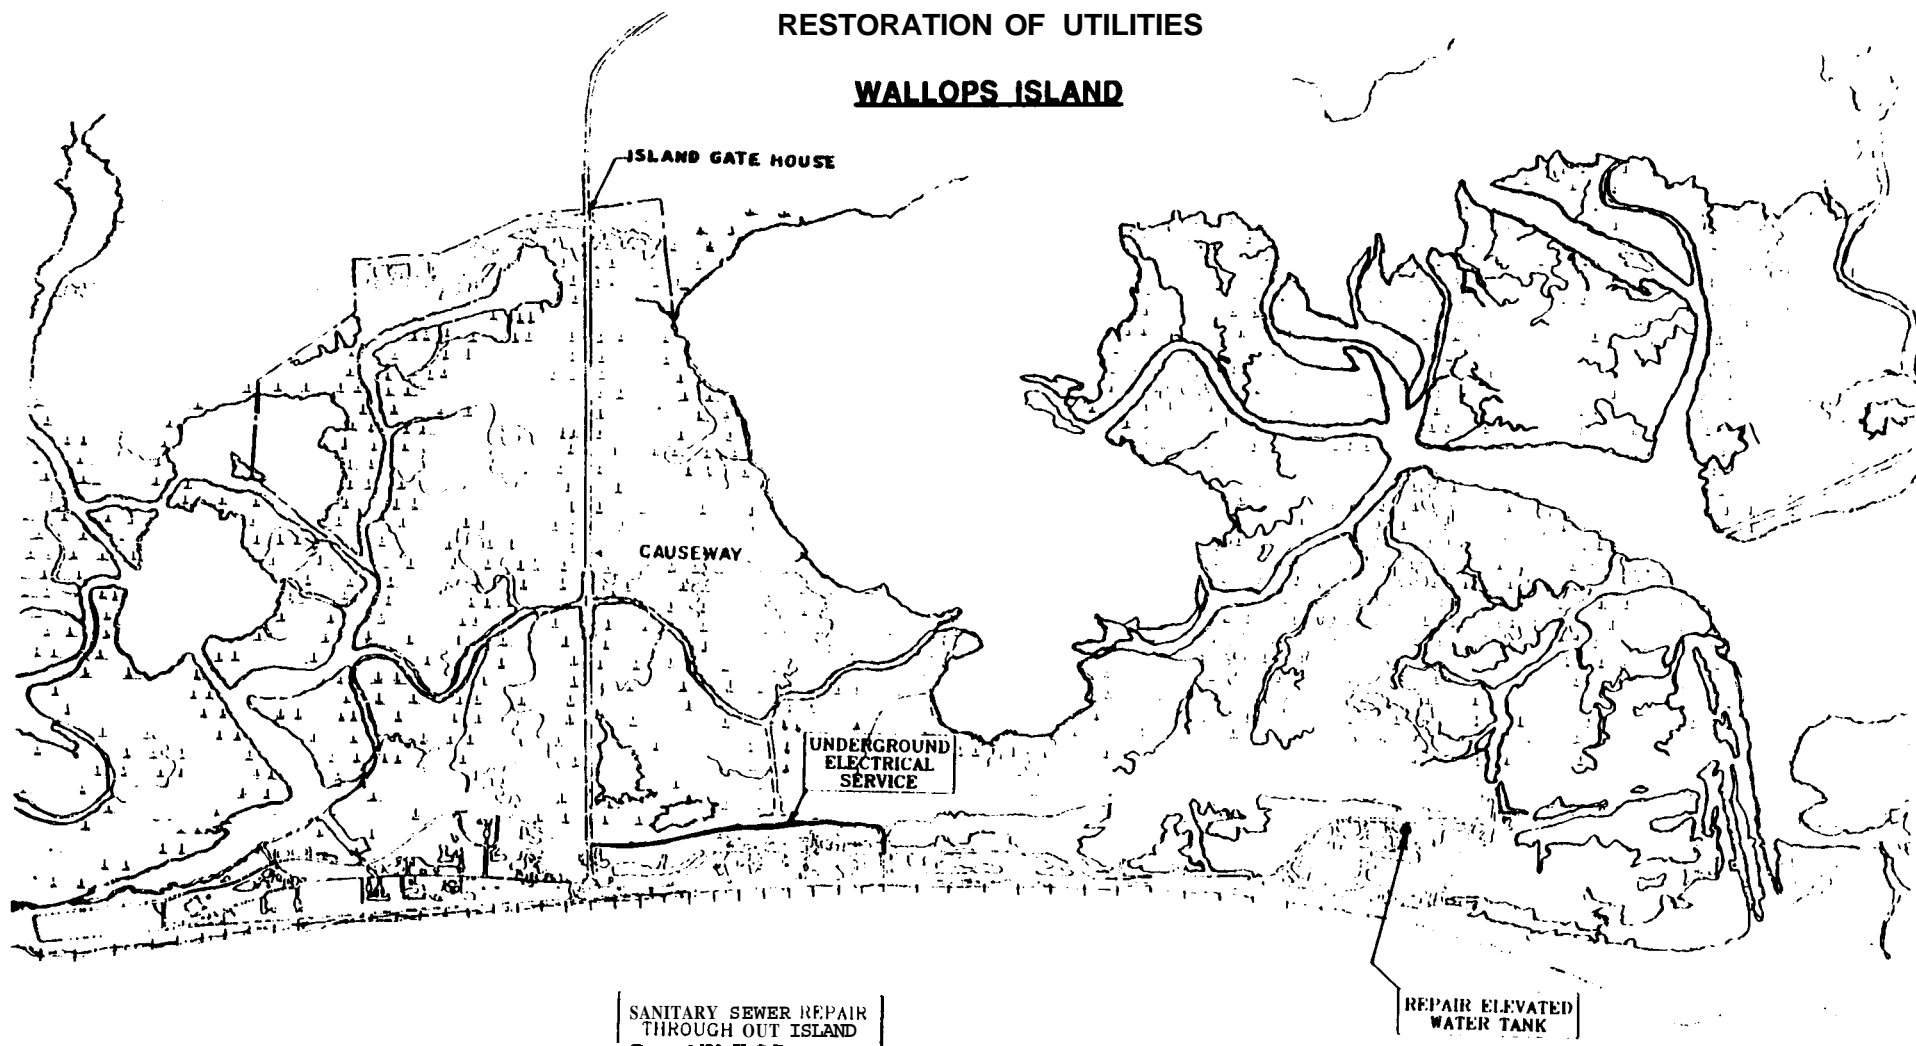 RESTORATION OF UTILITIES
WALLOPS ISLAND
ISLAND GATE HOUSE
CAUSEWAY
UNDERGROUND
ELECTRICAL
SERVICE
SANITARY SEWER REPAIR
THROUGH OUT ISLAND
REPAIR ELEVATED
WATER TANK